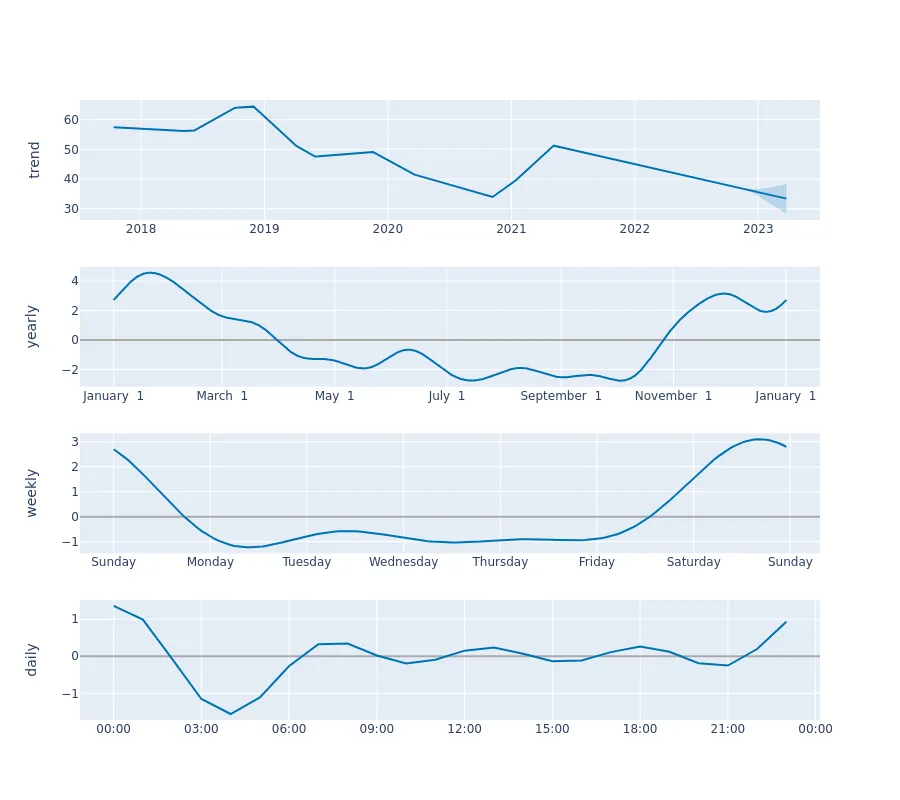 trend
60
50
40
30
2018 2019 2020 2021 2022 2023
yearly
4
2
0
−2
January 1 March 1 May 1 July 1 September 1 November 1 January 1
weekly
3
2
1
0
−1
Sunday Monday Tuesday Wednesday Thursday Friday Saturday Sunday
daily
1
0
−1
00:00 03:00 06:00 09:00 12:00 15:00 18:00 21:00 00:00